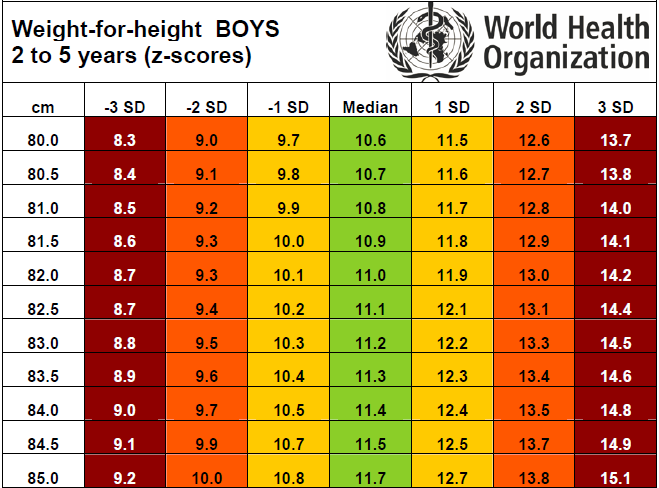 Weight-for-height BOYS
2 to 5 years (z-scores)
World Health
Organization
cm -3 SD -2 SD -1 SD Median 1 SD 2 SD 3 SD
80.0 8.3 9.0 9.7 10.6 11.5 12.6 13.7
80.5 8.4 9.1 9.8 10.7 11.6 12.7 13.8
81.0 8.5 9.2 9.9 10.8 11.7 12.8 14.0
81.5 8.6 9.3 10.0 10.9 11.8 12.9 14.1
82.0 8.7 9.3 10.1 11.0 11.9 13.0 14.2
82.5 8.7 9.4 10.2 11.1 12.1 13.1 14.4
83.0 8.8 9.5 10.3 11.2 12.2 13.3 14.5
83.5 8.9 9.6 10.4 11.3 12.3 13.4 14.6
84.0 9.0 9.7 10.5 11.4 12.4 13.5 14.8
84.5 9.1 9.9 10.7 11.5 12.5 13.7 14.9
85.0 9.2 10.0 10.8 11.7 12.7 13.8 15.1